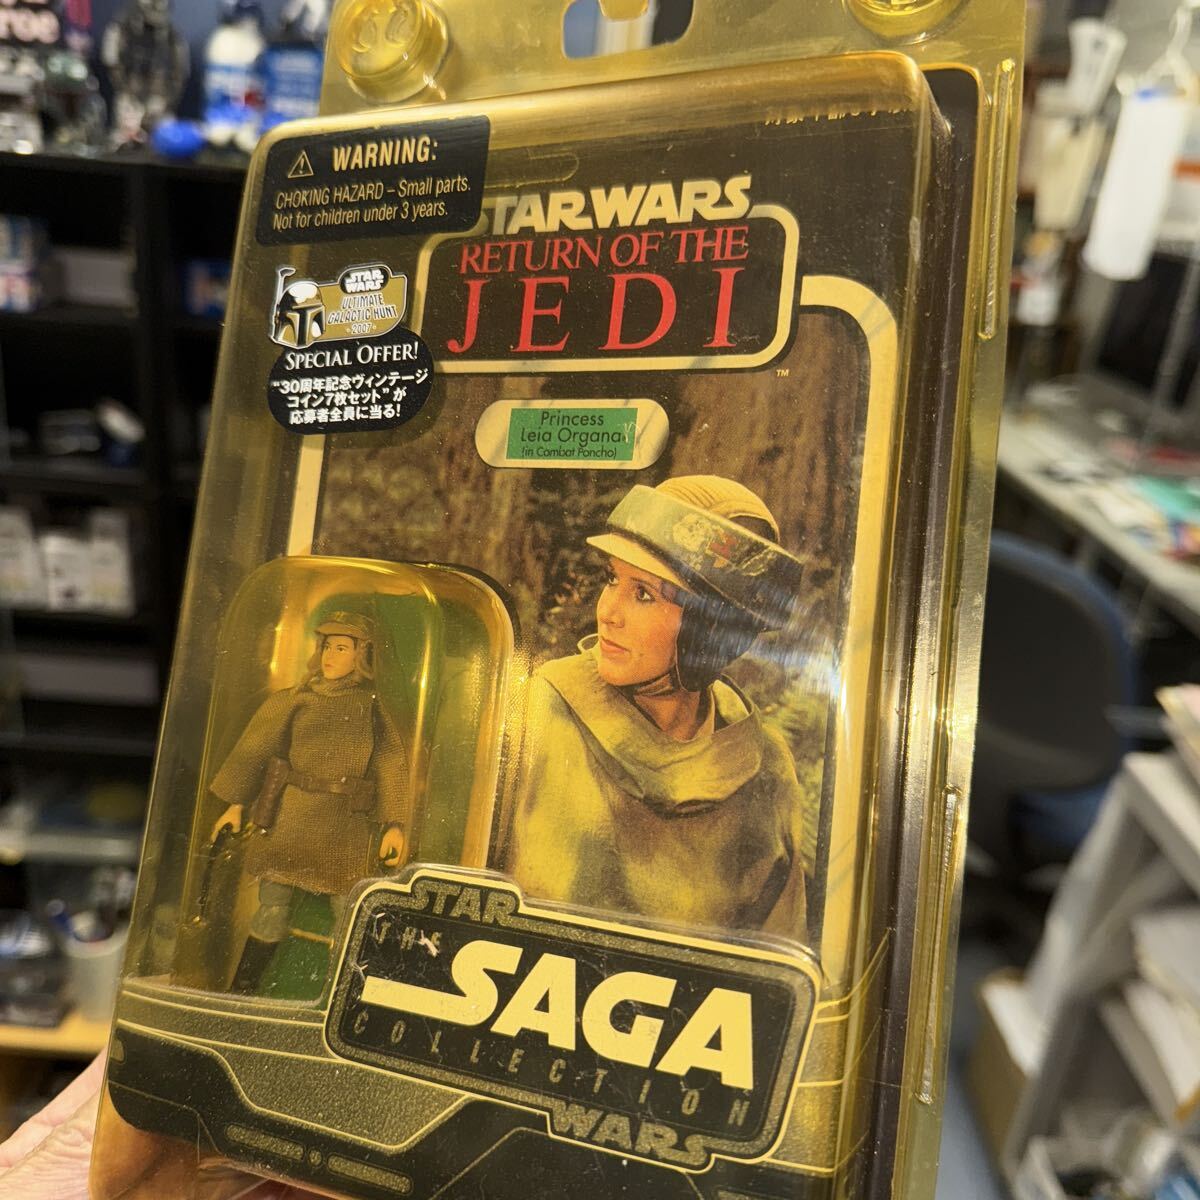 WARNING:
CHOKING HAZARD – Small parts.
Not for children under 3 years.
STAR WARS
RETURN OF THE
JEDI
TM
STAR
WARS
ULTIMATE
GALACTIC HUNT
-2007-
SPECIAL OFFER!
"30周年記念ヴィンテージ
コイン7枚セット"が
応募者全員に当る!
Princess
Leia Organa
(in Combat Poncho)
STAR
THE
SAGA
COLLECTION
WARS